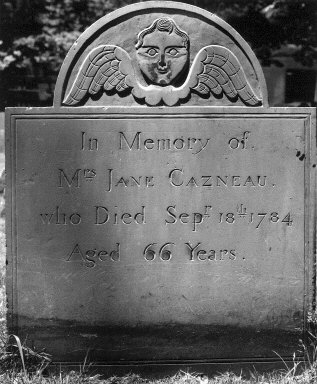 In Memory of.
Mrs JANE CAZNEAU.
who Died Sepr 18th 1784
Aged 66 Years.